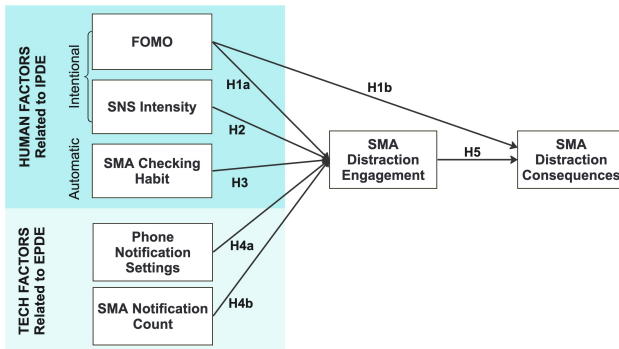 HUMAN FACTORS
Related to IPDE
Intentional
Automatic
FOMO
SNS Intensity
SMA Checking
Habit
H1a
H1b
H2
H3
SMA
Distraction
Engagement
H5
SMA
Distraction
Consequences
TECH FACTORS
Related to EPDE
Phone
Notification
Settings
SMA Notification
Count
H4a
H4b